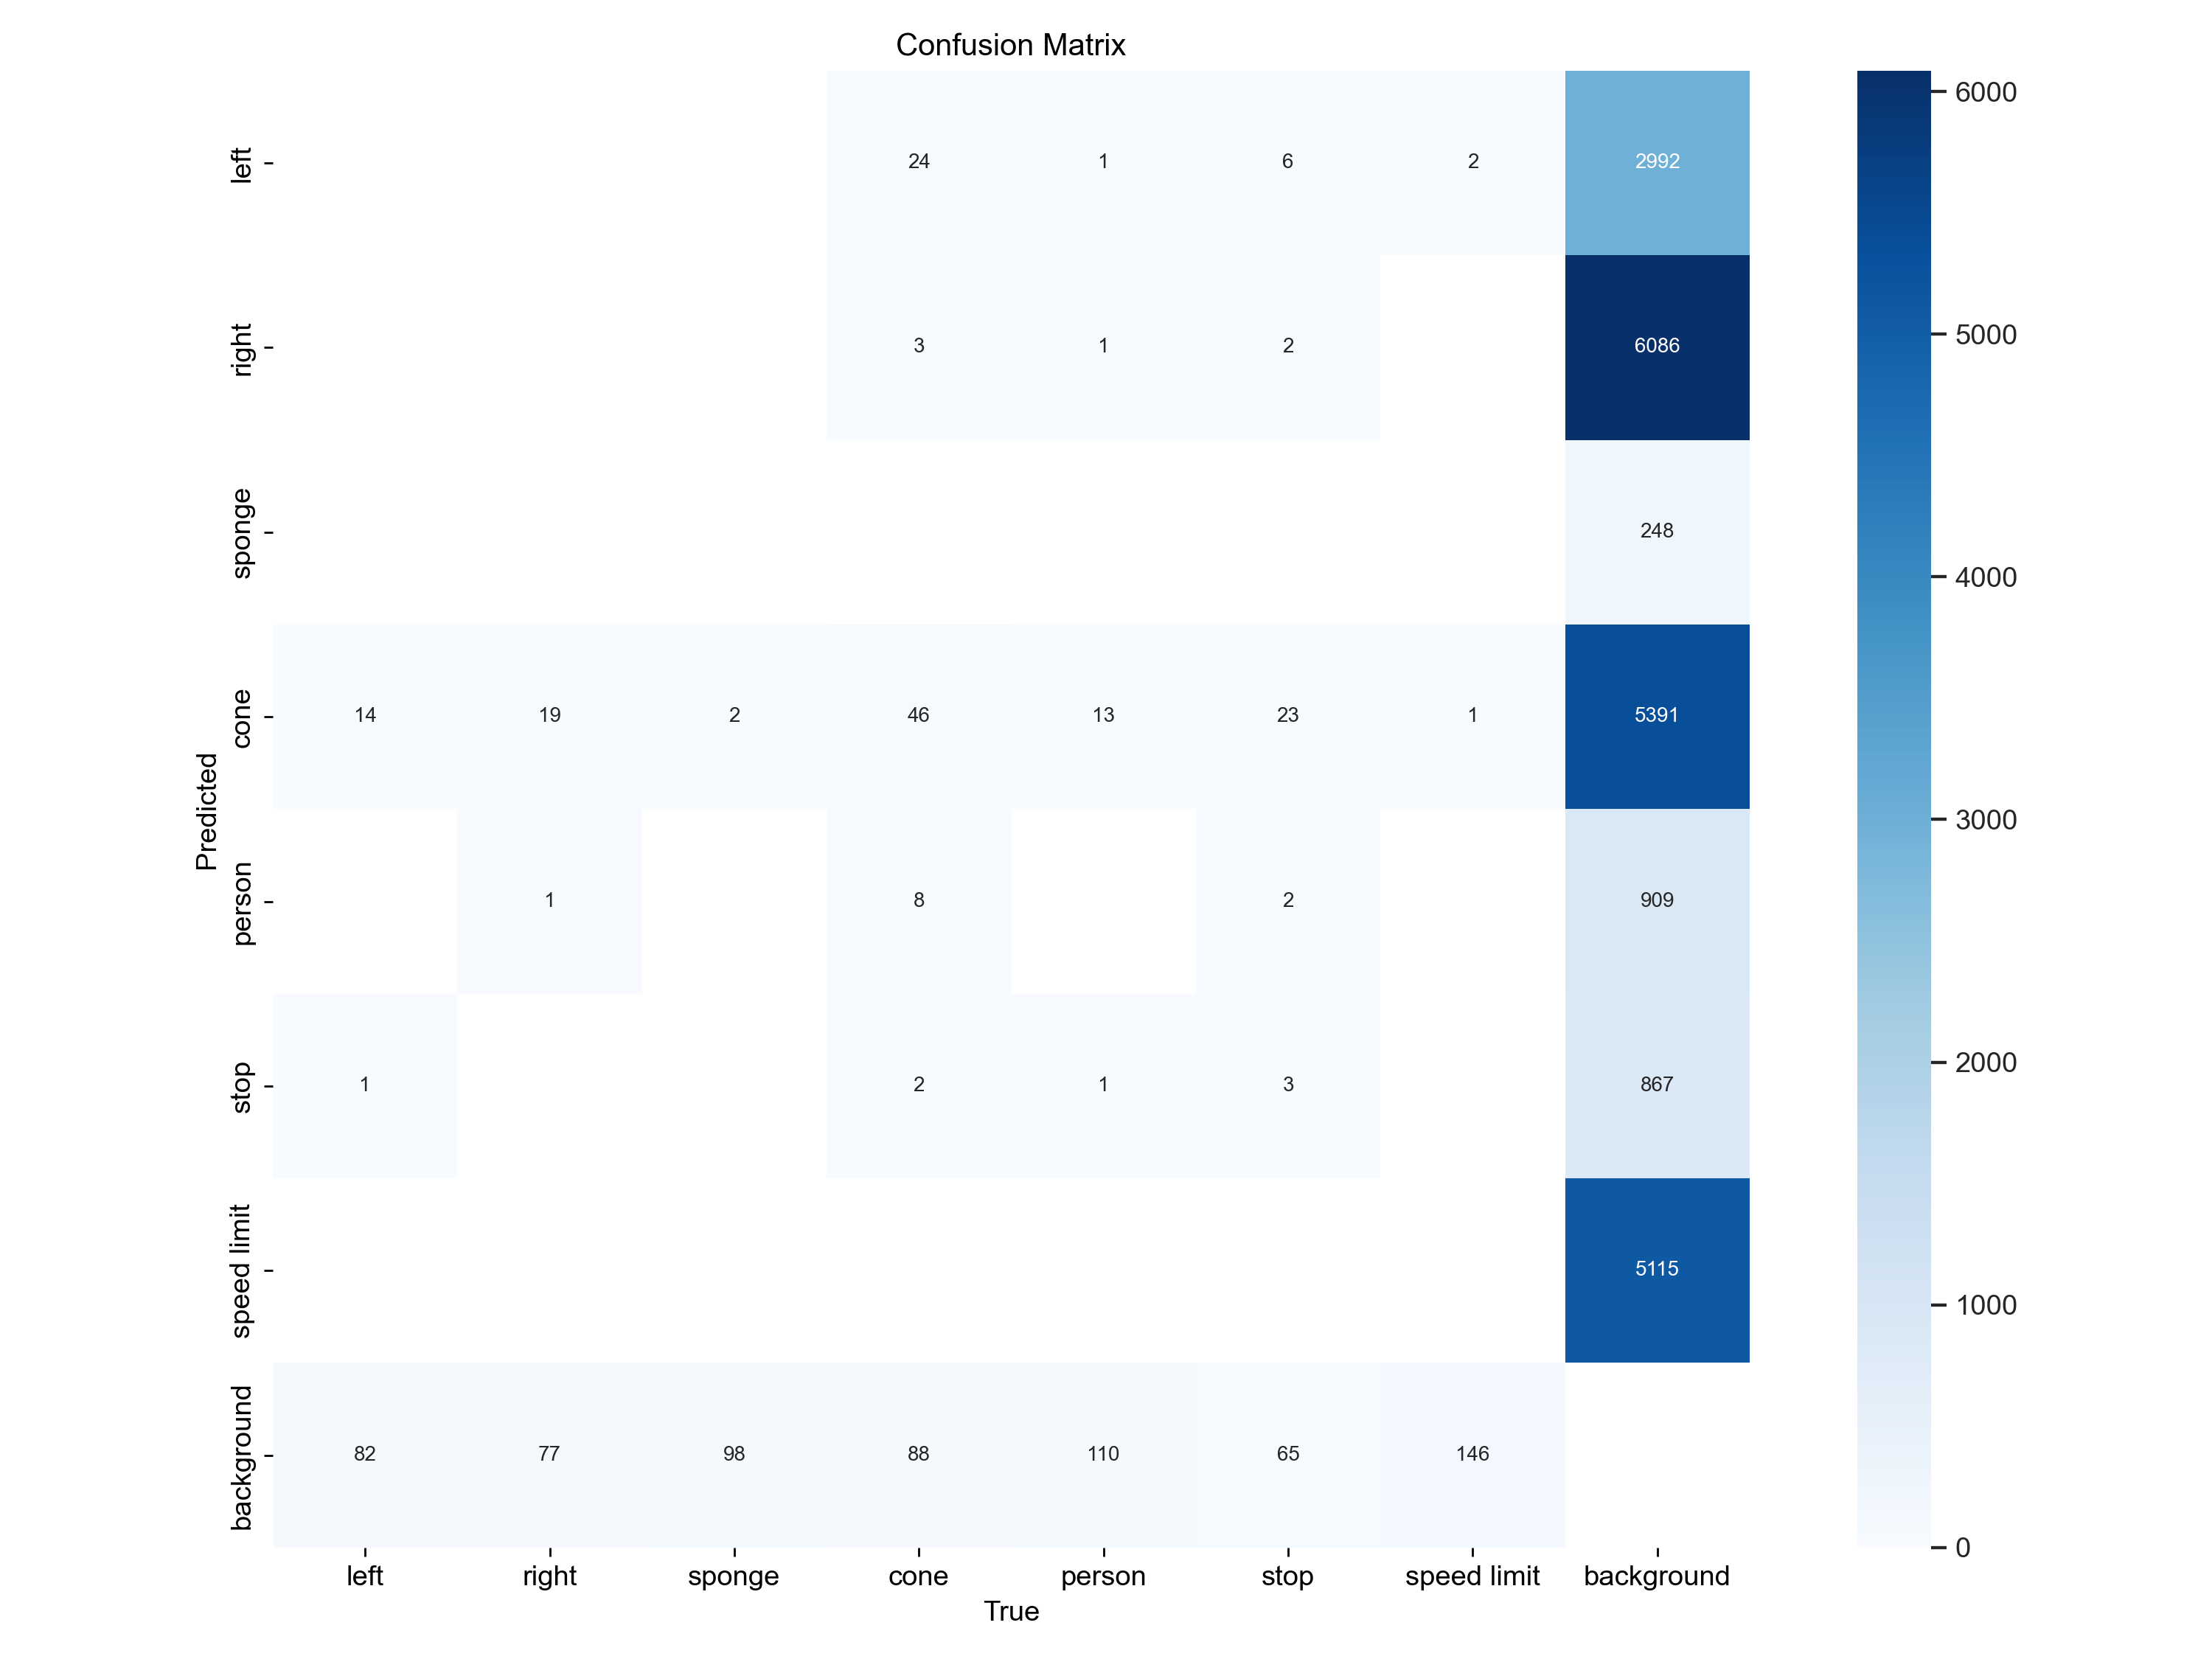 Confusion Matrix
left 24 1 6 2 2992 6000
right 3 1 2 6086 5000
sponge 248 4000
cone 14 19 2 46 13 23 1 5391
Predicted
person 1 8 2 909 3000
stop 1 2 1 3 867 2000
speed limit 5115 1000
background 82 77 98 88 110 65 146 0
left right sponge cone person stop speed limit background
True